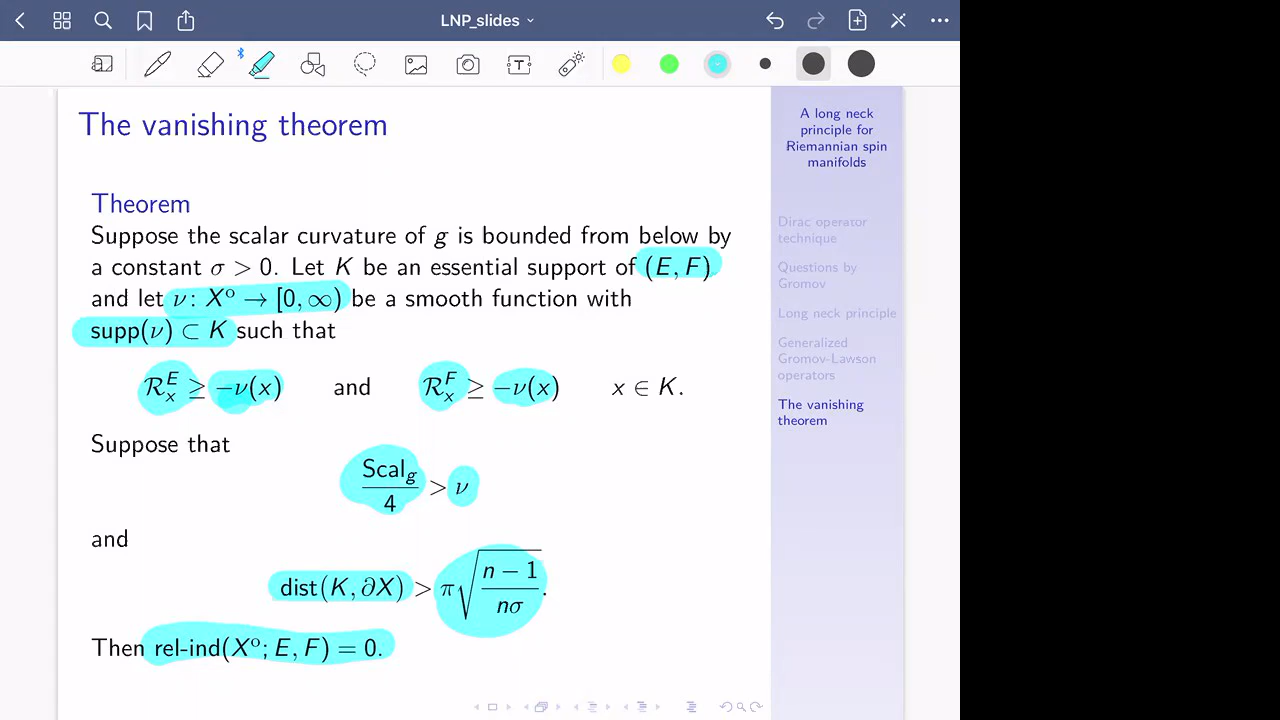 LNP_slides
The vanishing theorem
Theorem
Suppose the scalar curvature of g is bounded from below by
a constant σ > 0. Let K be an essential support of (E, F)
and let ν: X° → [0, ∞) be a smooth function with
supp(ν) ⊂ K such that
ℛₓᴱ ≥ −ν(x) and ℛₓᶠ ≥ −ν(x) x ∈ K.
Suppose that
Scal_g / 4 > ν
and
dist(K, ∂X) > π√((n − 1)/(nσ)).
Then rel-ind(X°; E, F) = 0.
A long neck
principle for
Riemannian spin
manifolds
Dirac operator
technique
Questions by
Gromov
Long neck principle
Generalized
Gromov-Lawson
operators
The vanishing
theorem